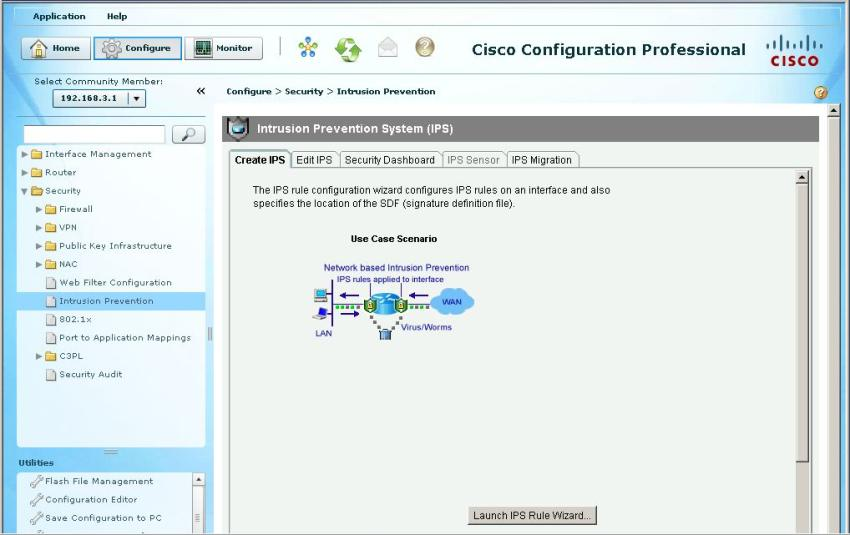 Application Help
Home Configure Monitor Cisco Configuration Professional CISCO
Select Community Member:
192.168.3.1
«
Configure > Security > Intrusion Prevention
Interface Management
Router
Security
Firewall
VPN
Public Key Infrastructure
NAC
Web Filter Configuration
Intrusion Prevention
802.1x
Port to Application Mappings
C3PL
Security Audit
Utilities
Flash File Management
Configuration Editor
Save Configuration to PC
Intrusion Prevention System (IPS)
Create IPS Edit IPS Security Dashboard IPS Sensor IPS Migration
The IPS rule configuration wizard configures IPS rules on an interface and also
specifies the location of the SDF (signature definition file).
Use Case Scenario
Network based Intrusion Prevention
IPS rules applied to interface
WAN
LAN
Virus/Worms
Launch IPS Rule Wizard...